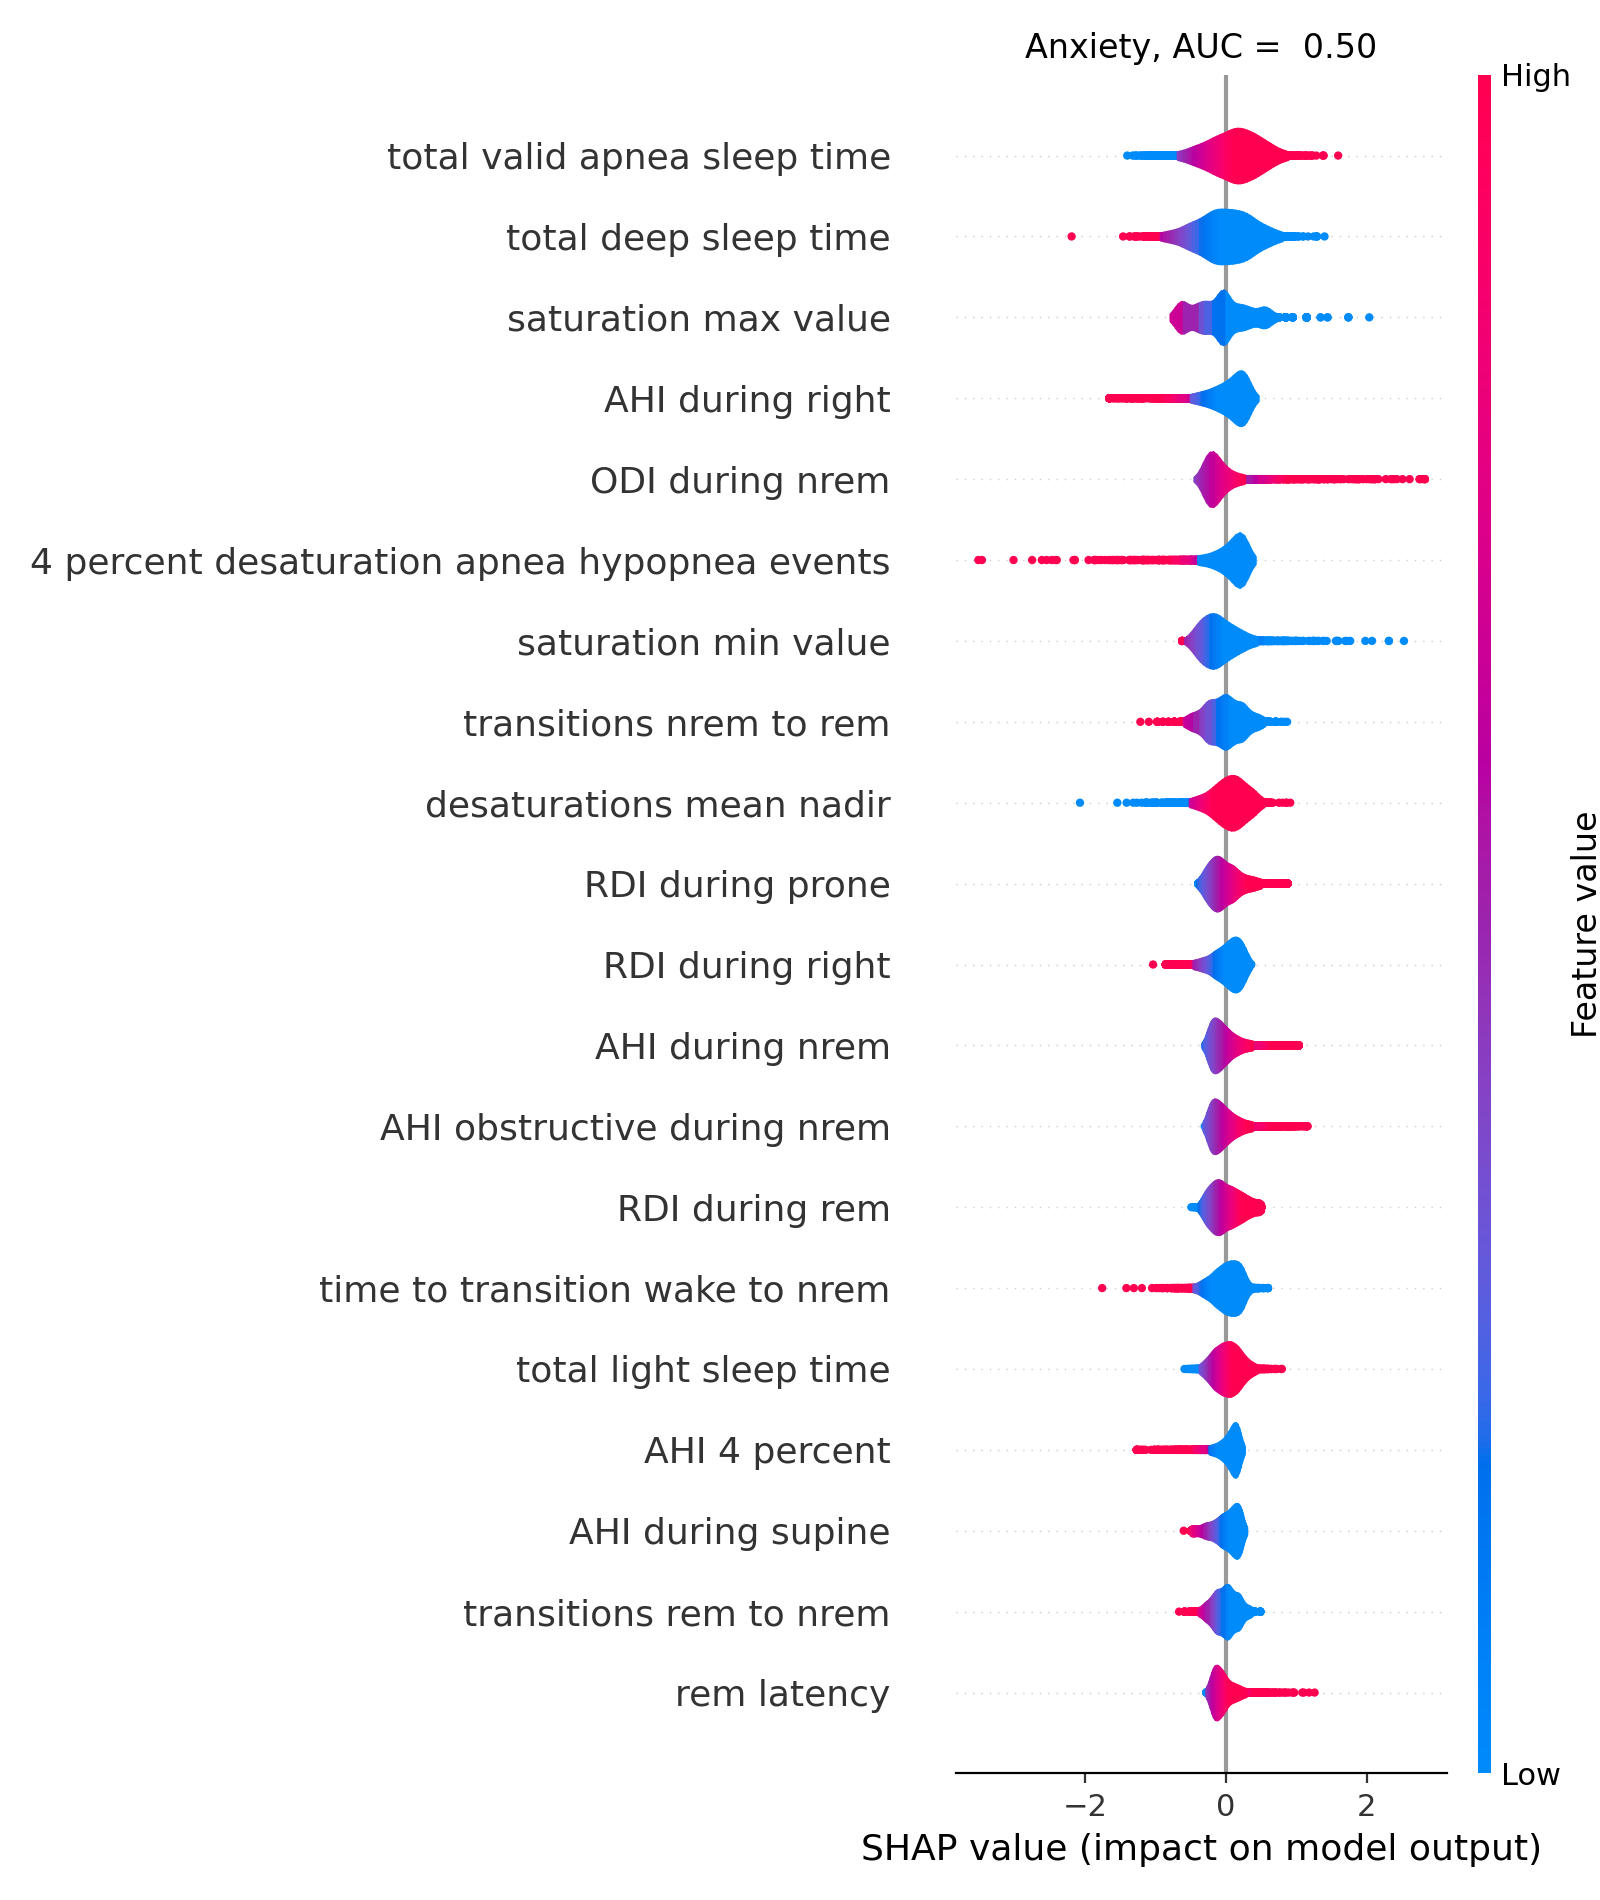 Anxiety, AUC =  0.50
High
total valid apnea sleep time
total deep sleep time
saturation max value
AHI during right
ODI during nrem
4 percent desaturation apnea hypopnea events
saturation min value
transitions nrem to rem
desaturations mean nadir
RDI during prone
RDI during right
AHI during nrem
AHI obstructive during nrem
RDI during rem
time to transition wake to nrem
total light sleep time
AHI 4 percent
AHI during supine
transitions rem to nrem
rem latency
Feature value
Low
−2 0 2
SHAP value (impact on model output)